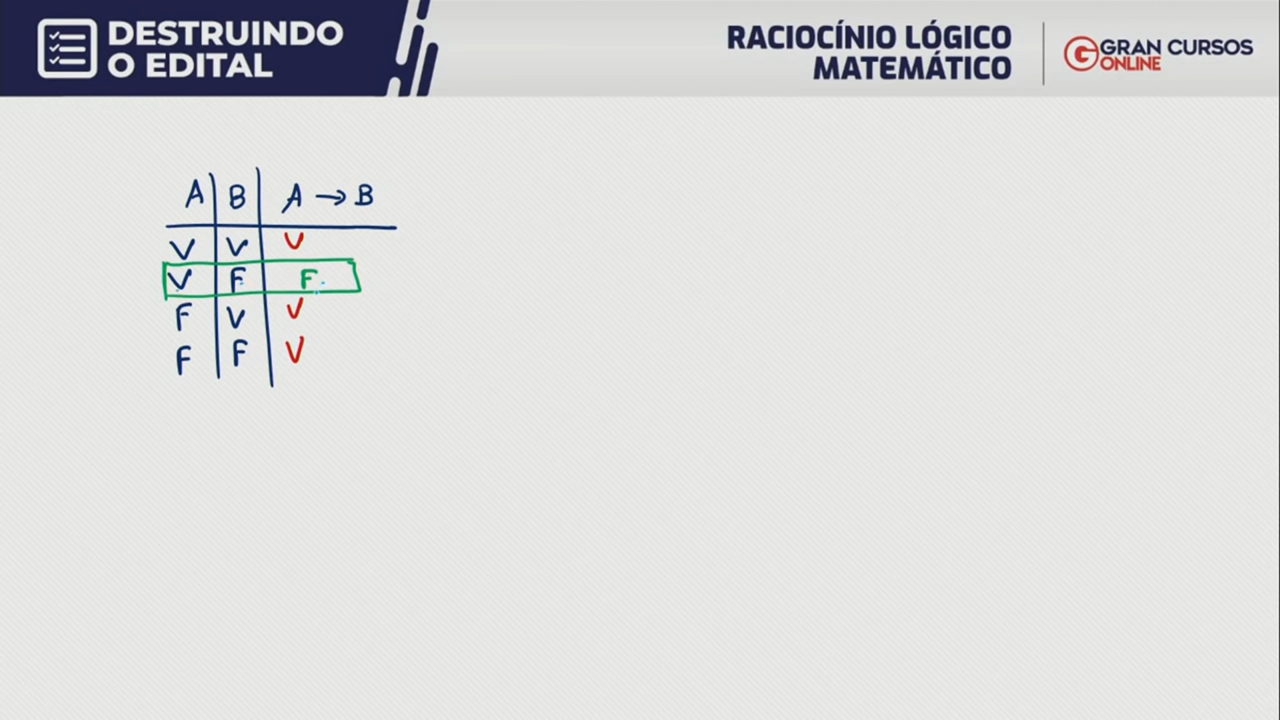 DESTRUINDO
O EDITAL
RACIOCÍNIO LÓGICO
MATEMÁTICO
GRAN CURSOS
ONLINE
A B A → B
V V V
V F F
F V V
F F V